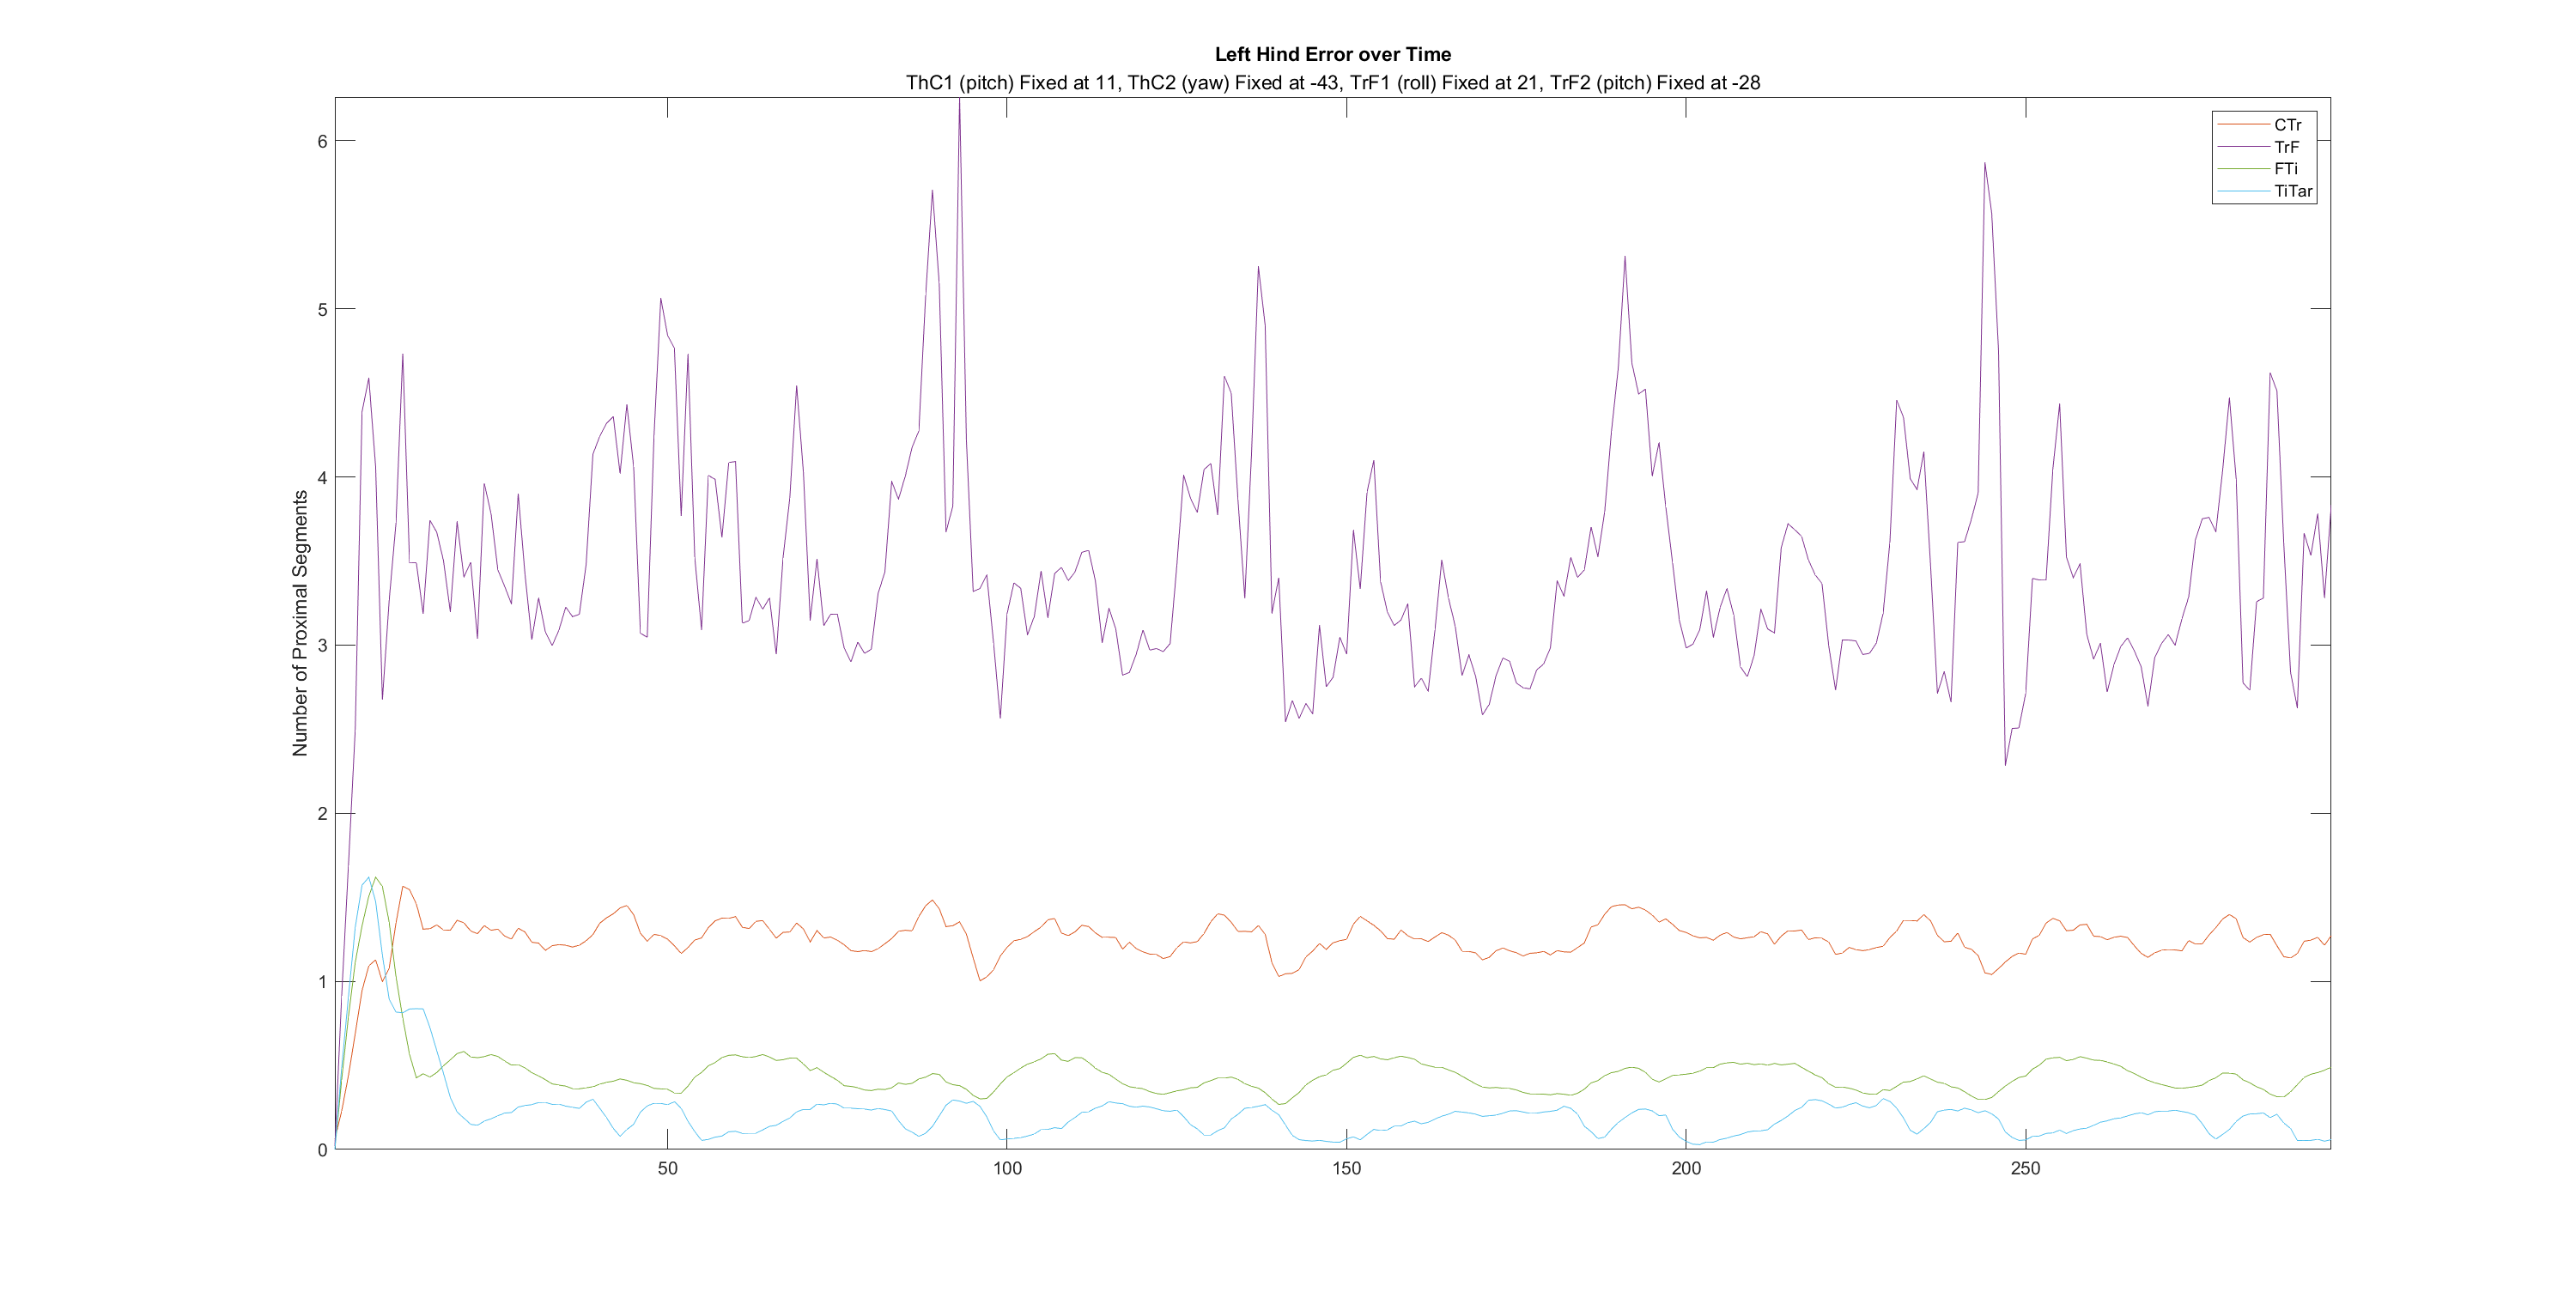 Left Hind Error over Time
ThC1 (pitch) Fixed at 11, ThC2 (yaw) Fixed at -43, TrF1 (roll) Fixed at 21, TrF2 (pitch) Fixed at -28
CTr
TrF
FTi
TiTar
Number of Proximal Segments
6
5
4
3
2
1
0
50
100
150
200
250